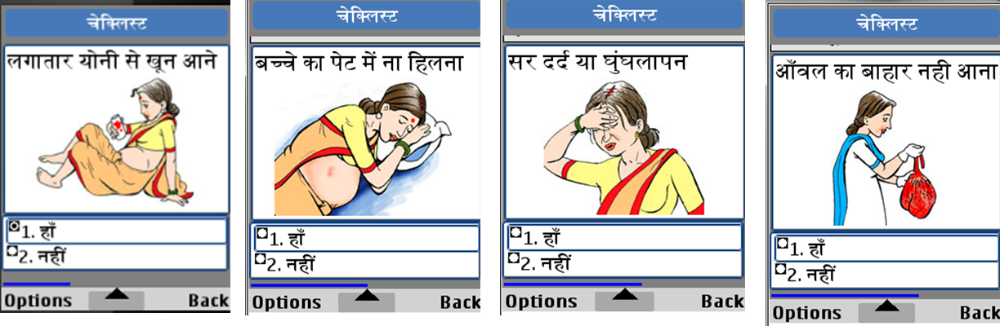 चेक्लिस्ट
लगातार योनी से खून आने
1. हाँ
2. नहीं
Options
Back
चेक्लिस्ट
बच्चे का पेट में ना हिलना
1. हाँ
2. नहीं
Options
Back
चेक्लिस्ट
सर दर्द या घुंघलापन
1. हाँ
2. नहीं
Options
Back
चेक्लिस्ट
आँवल का बाहार नही आना
1. हाँ
2. नहीं
Options
Back